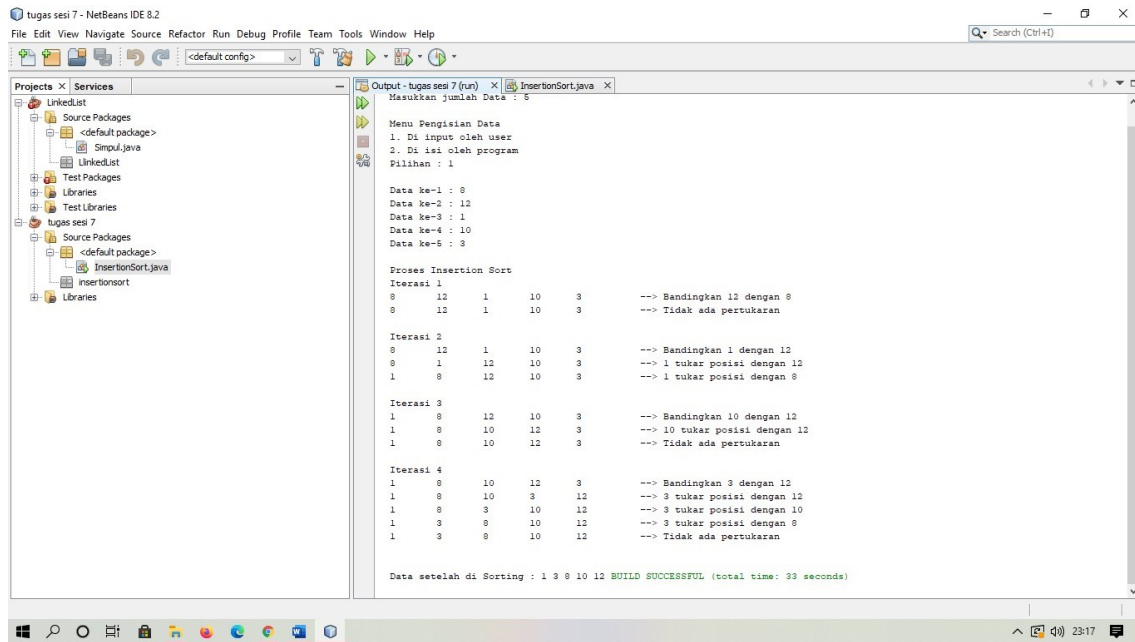 tugas sesi 7 - NetBeans IDE 8.2
File Edit View Navigate Source Refactor Run Debug Profile Team Tools Window Help
Search (Ctrl+I)
<default config>
Projects Services
LinkedList
Source Packages
<default package>
Simpul.java
LlinkedList
Test Packages
Libraries
Test Libraries
tugas sesi 7
Source Packages
<default package>
InsertionSort.java
insertionsort
Libraries
Output - tugas sesi 7 (run) InsertionSort.java
Masukkan jumlah Data : 5
Menu Pengisian Data
1. Di input oleh user
2. Di isi oleh program
Pilihan : 1
Data ke-1 : 8
Data ke-2 : 12
Data ke-3 : 1
Data ke-4 : 10
Data ke-5 : 3
Proses Insertion Sort
Iterasi 1
8 12 1 10 3 --> Bandingkan 12 dengan 8
8 12 1 10 3 --> Tidak ada pertukaran
Iterasi 2
8 12 1 10 3 --> Bandingkan 1 dengan 12
8 1 12 10 3 --> 1 tukar posisi dengan 12
1 8 12 10 3 --> 1 tukar posisi dengan 8
Iterasi 3
1 8 12 10 3 --> Bandingkan 10 dengan 12
1 8 10 12 3 --> 10 tukar posisi dengan 12
1 8 10 12 3 --> Tidak ada pertukaran
Iterasi 4
1 8 10 12 3 --> Bandingkan 3 dengan 12
1 8 10 3 12 --> 3 tukar posisi dengan 12
1 8 3 10 12 --> 3 tukar posisi dengan 10
1 3 8 10 12 --> 3 tukar posisi dengan 8
1 3 8 10 12 --> Tidak ada pertukaran
Data setelah di Sorting : 1 3 8 10 12 BUILD SUCCESSFUL (total time: 33 seconds)
23:17